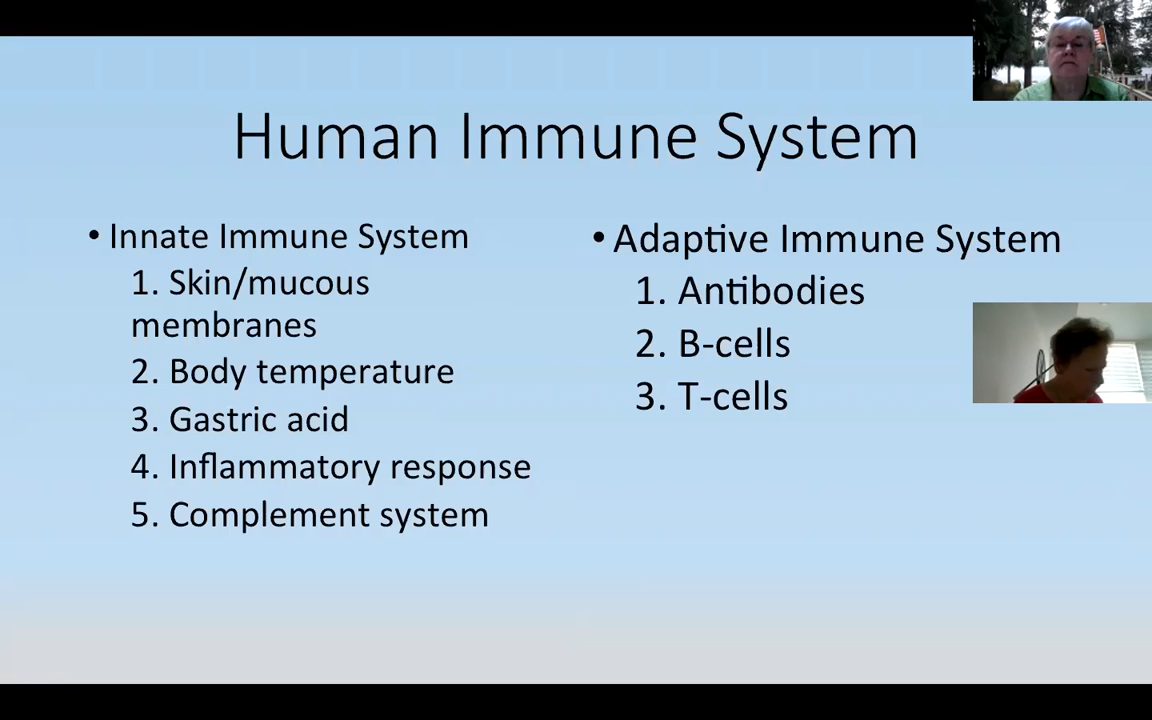 Human Immune System
• Innate Immune System
1. Skin/mucous
membranes
2. Body temperature
3. Gastric acid
4. Inflammatory response
5. Complement system
• Adaptive Immune System
1. Antibodies
2. B-cells
3. T-cells